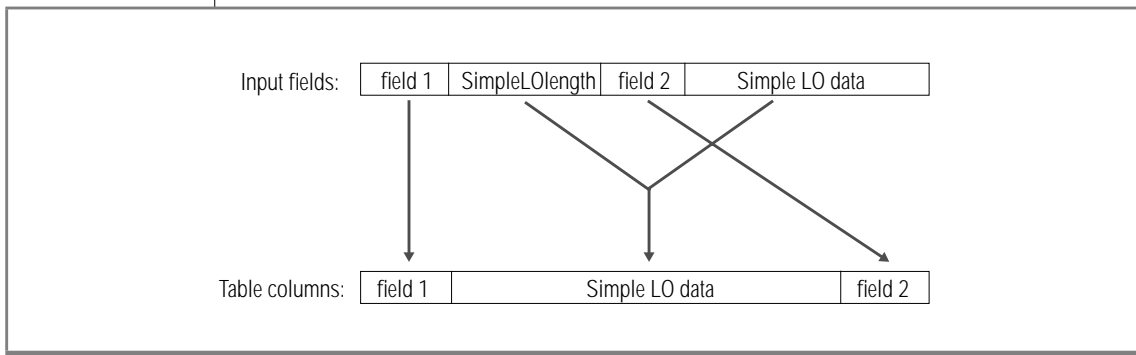 Input fields: field 1 SimpleLOlength field 2 Simple LO data
Table columns: field 1 Simple LO data field 2